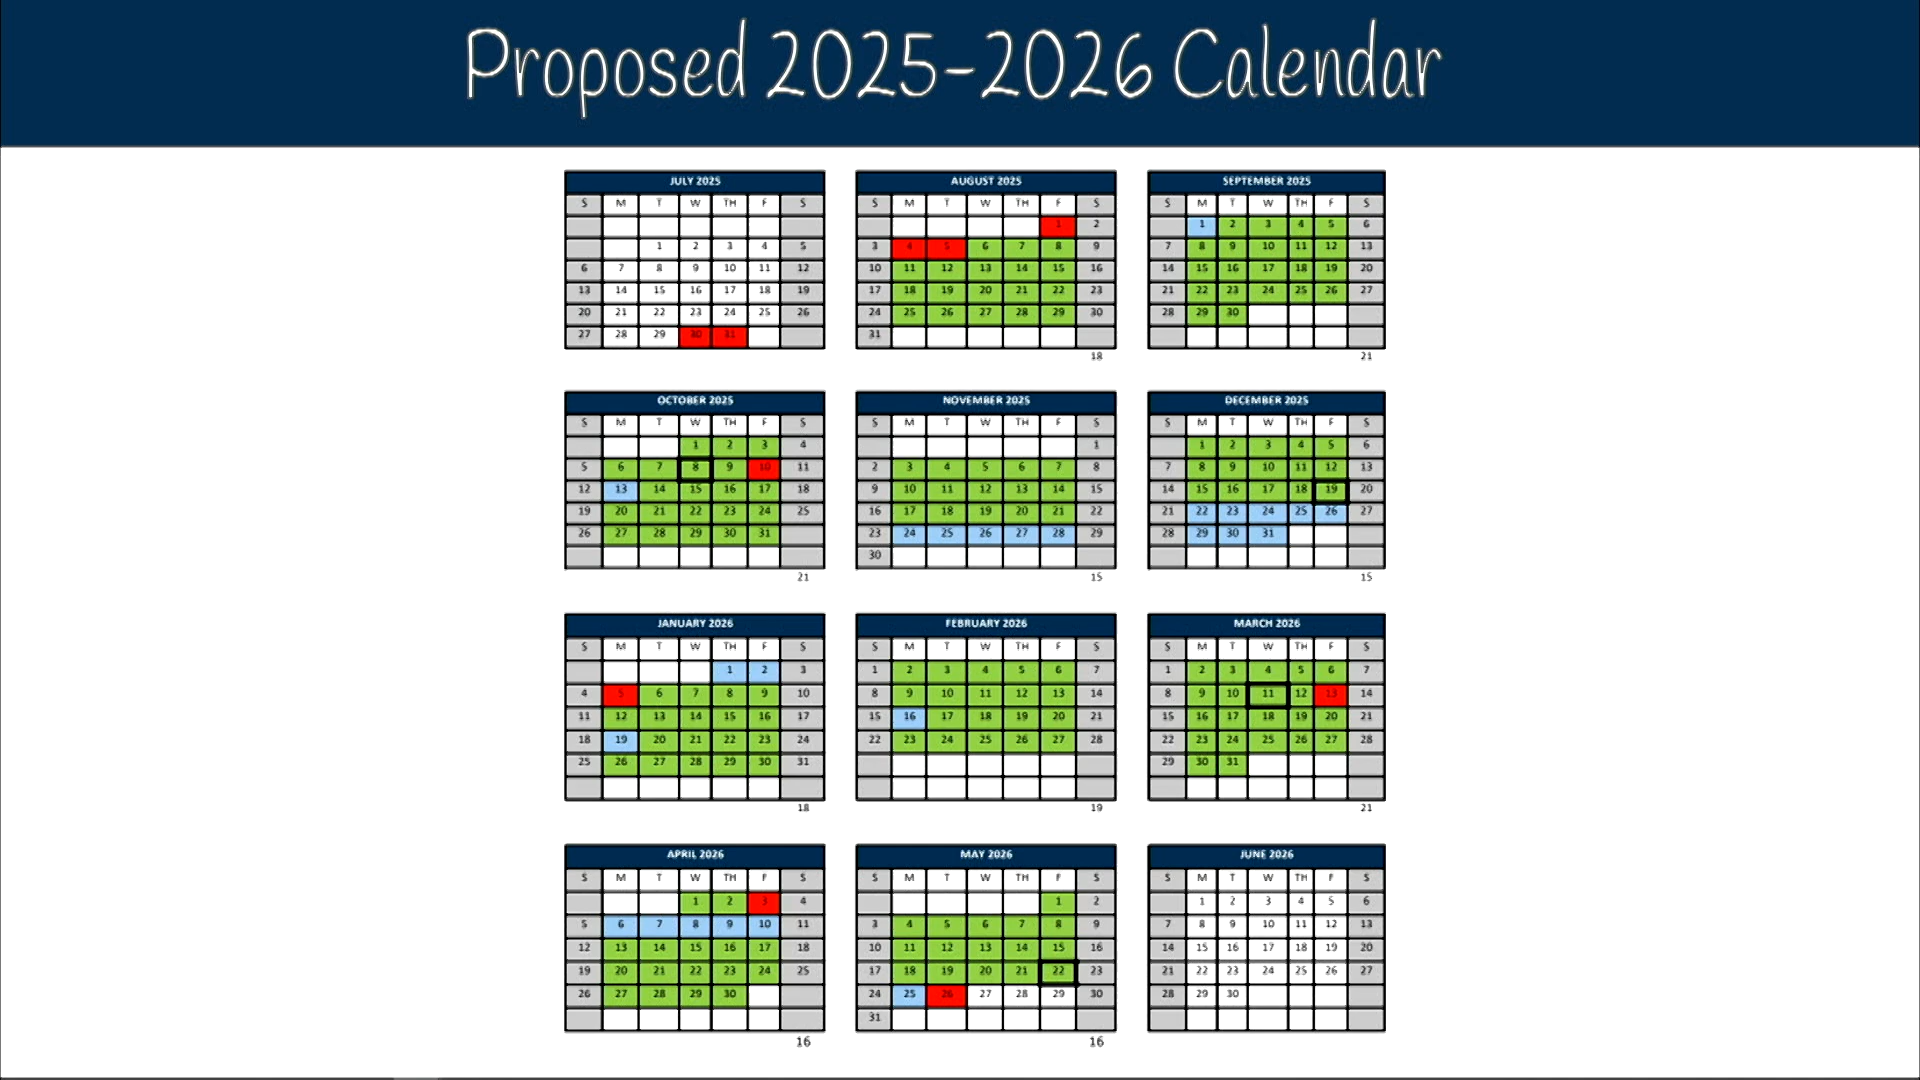 Proposed 2025-2026 Calendar
JULY 2025
S M T W TH F S
1 2 3 4 5
6 7 8 9 10 11 12
13 14 15 16 17 18 19
20 21 22 23 24 25 26
27 28 29 30 31
AUGUST 2025
S M T W TH F S
1 2
3 4 5 6 7 8 9
10 11 12 13 14 15 16
17 18 19 20 21 22 23
24 25 26 27 28 29 30
31
18
SEPTEMBER 2025
S M T W TH F S
1 2 3 4 5 6
7 8 9 10 11 12 13
14 15 16 17 18 19 20
21 22 23 24 25 26 27
28 29 30
21
OCTOBER 2025
S M T W TH F S
1 2 3 4
5 6 7 8 9 10 11
12 13 14 15 16 17 18
19 20 21 22 23 24 25
26 27 28 29 30 31
21
NOVEMBER 2025
S M T W TH F S
1
2 3 4 5 6 7 8
9 10 11 12 13 14 15
16 17 18 19 20 21 22
23 24 25 26 27 28 29
30
15
DECEMBER 2025
S M T W TH F S
1 2 3 4 5 6
7 8 9 10 11 12 13
14 15 16 17 18 19 20
21 22 23 24 25 26 27
28 29 30 31
15
JANUARY 2026
S M T W TH F S
1 2 3
4 5 6 7 8 9 10
11 12 13 14 15 16 17
18 19 20 21 22 23 24
25 26 27 28 29 30 31
18
FEBRUARY 2026
S M T W TH F S
1 2 3 4 5 6 7
8 9 10 11 12 13 14
15 16 17 18 19 20 21
22 23 24 25 26 27 28
19
MARCH 2026
S M T W TH F S
1 2 3 4 5 6 7
8 9 10 11 12 13 14
15 16 17 18 19 20 21
22 23 24 25 26 27 28
29 30 31
21
APRIL 2026
S M T W TH F S
1 2 3 4
5 6 7 8 9 10 11
12 13 14 15 16 17 18
19 20 21 22 23 24 25
26 27 28 29 30
16
MAY 2026
S M T W TH F S
1 2
3 4 5 6 7 8 9
10 11 12 13 14 15 16
17 18 19 20 21 22 23
24 25 26 27 28 29 30
31
16
JUNE 2026
S M T W TH F S
1 2 3 4 5 6
7 8 9 10 11 12 13
14 15 16 17 18 19 20
21 22 23 24 25 26 27
28 29 30